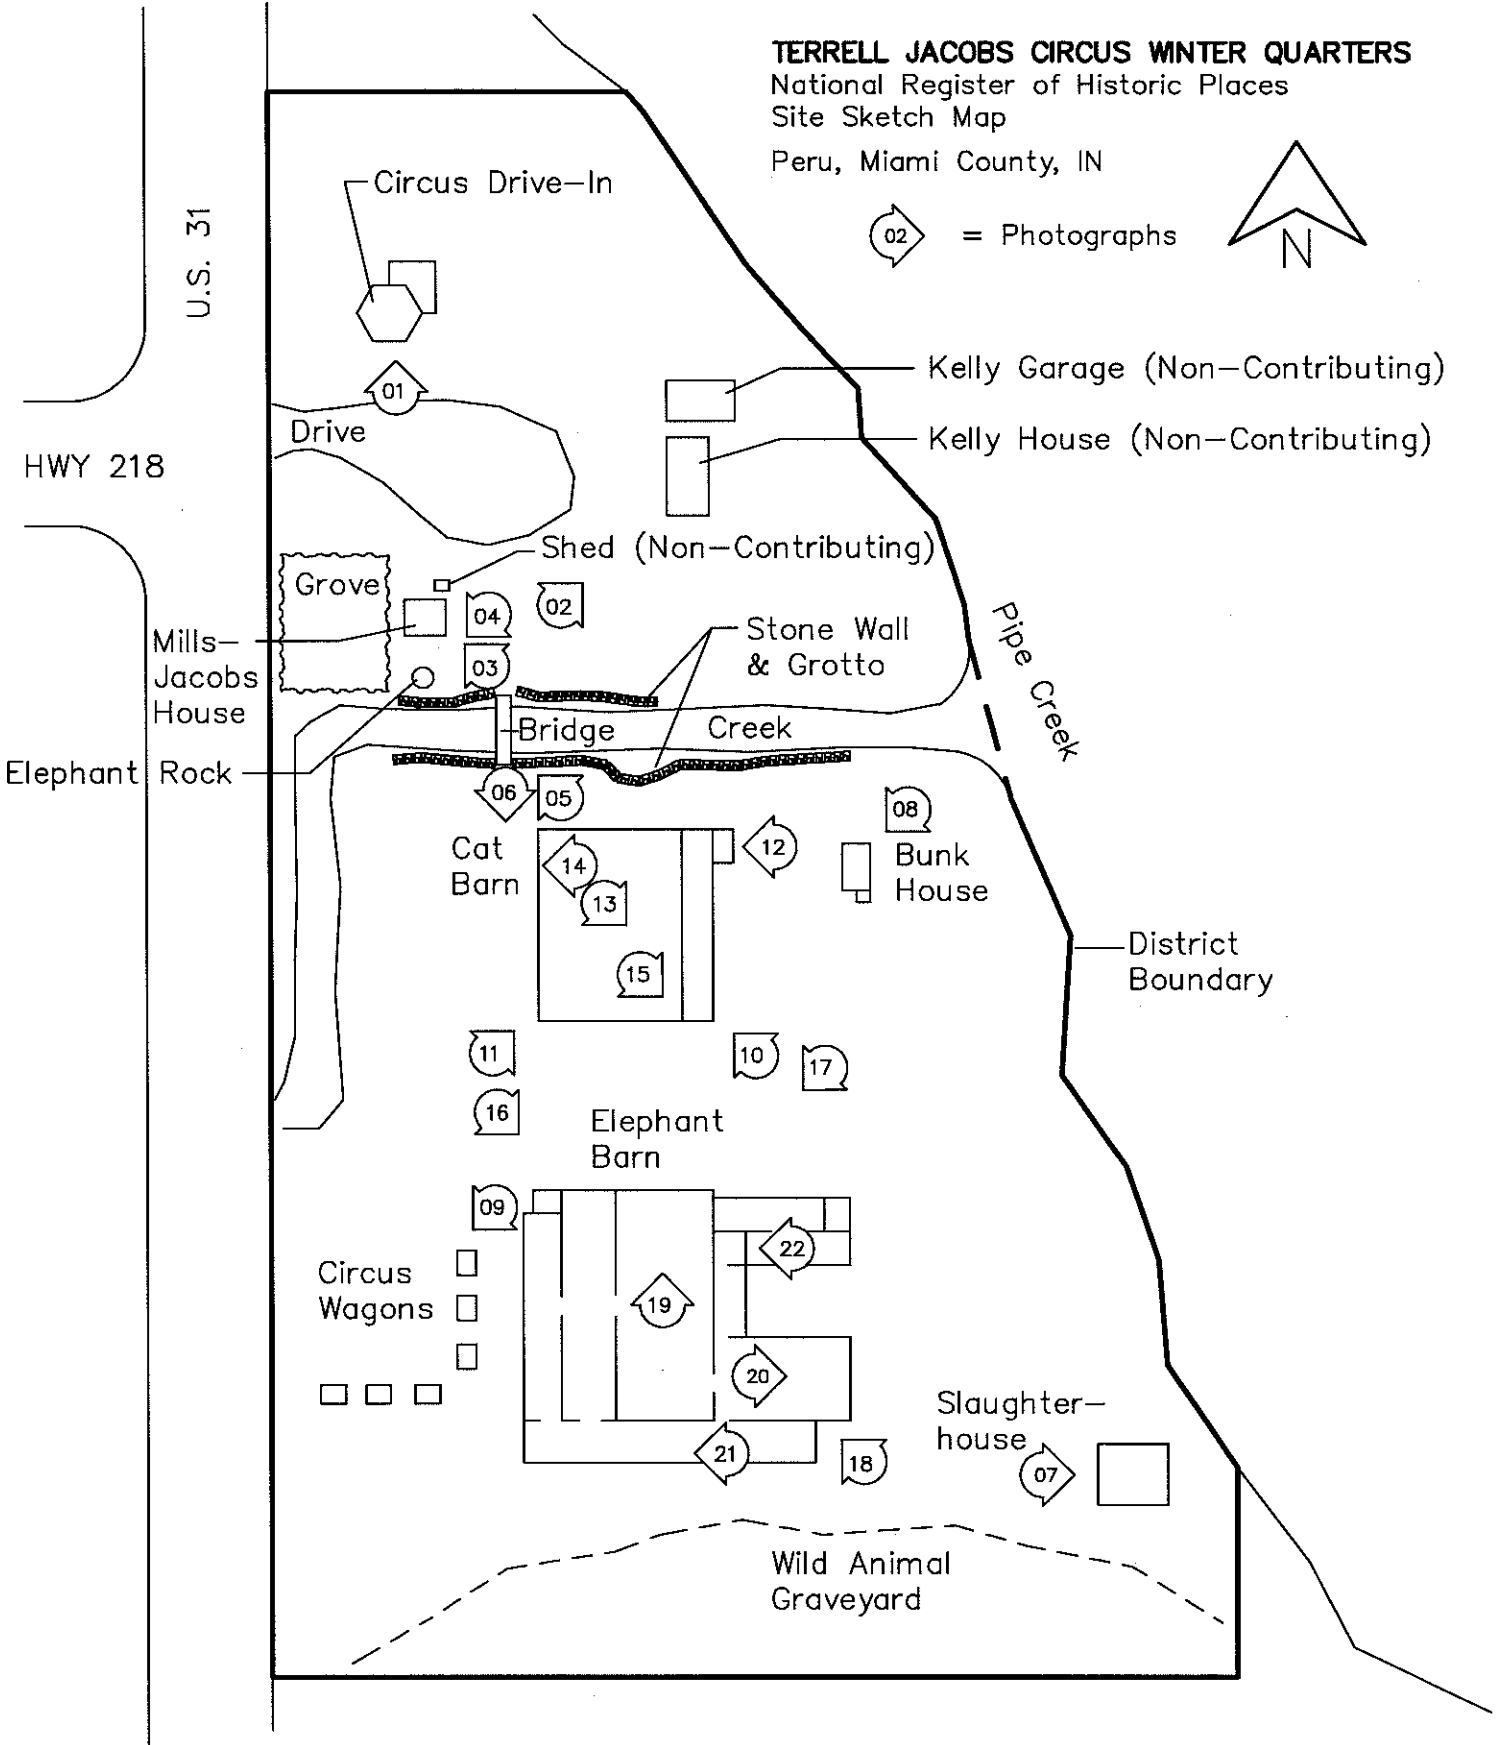 TERRELL JACOBS CIRCUS WINTER QUARTERS
National Register of Historic Places
Site Sketch Map
Peru, Miami County, IN
02 = Photographs
N
Circus Drive-In
U.S. 31
01
Kelly Garage (Non-Contributing)
Drive
Kelly House (Non-Contributing)
HWY 218
Shed (Non-Contributing)
Grove
04
02
Mills-
Jacobs
House
Stone Wall
& Grotto
Pipe Creek
03
Bridge
Creek
Elephant Rock
06
05
08
Cat
Barn
14
12
13
Bunk
House
15
District
Boundary
11
10
17
16
Elephant
Barn
09
22
Circus
Wagons
19
20
Slaughter-
house
21
18
07
Wild Animal
Graveyard